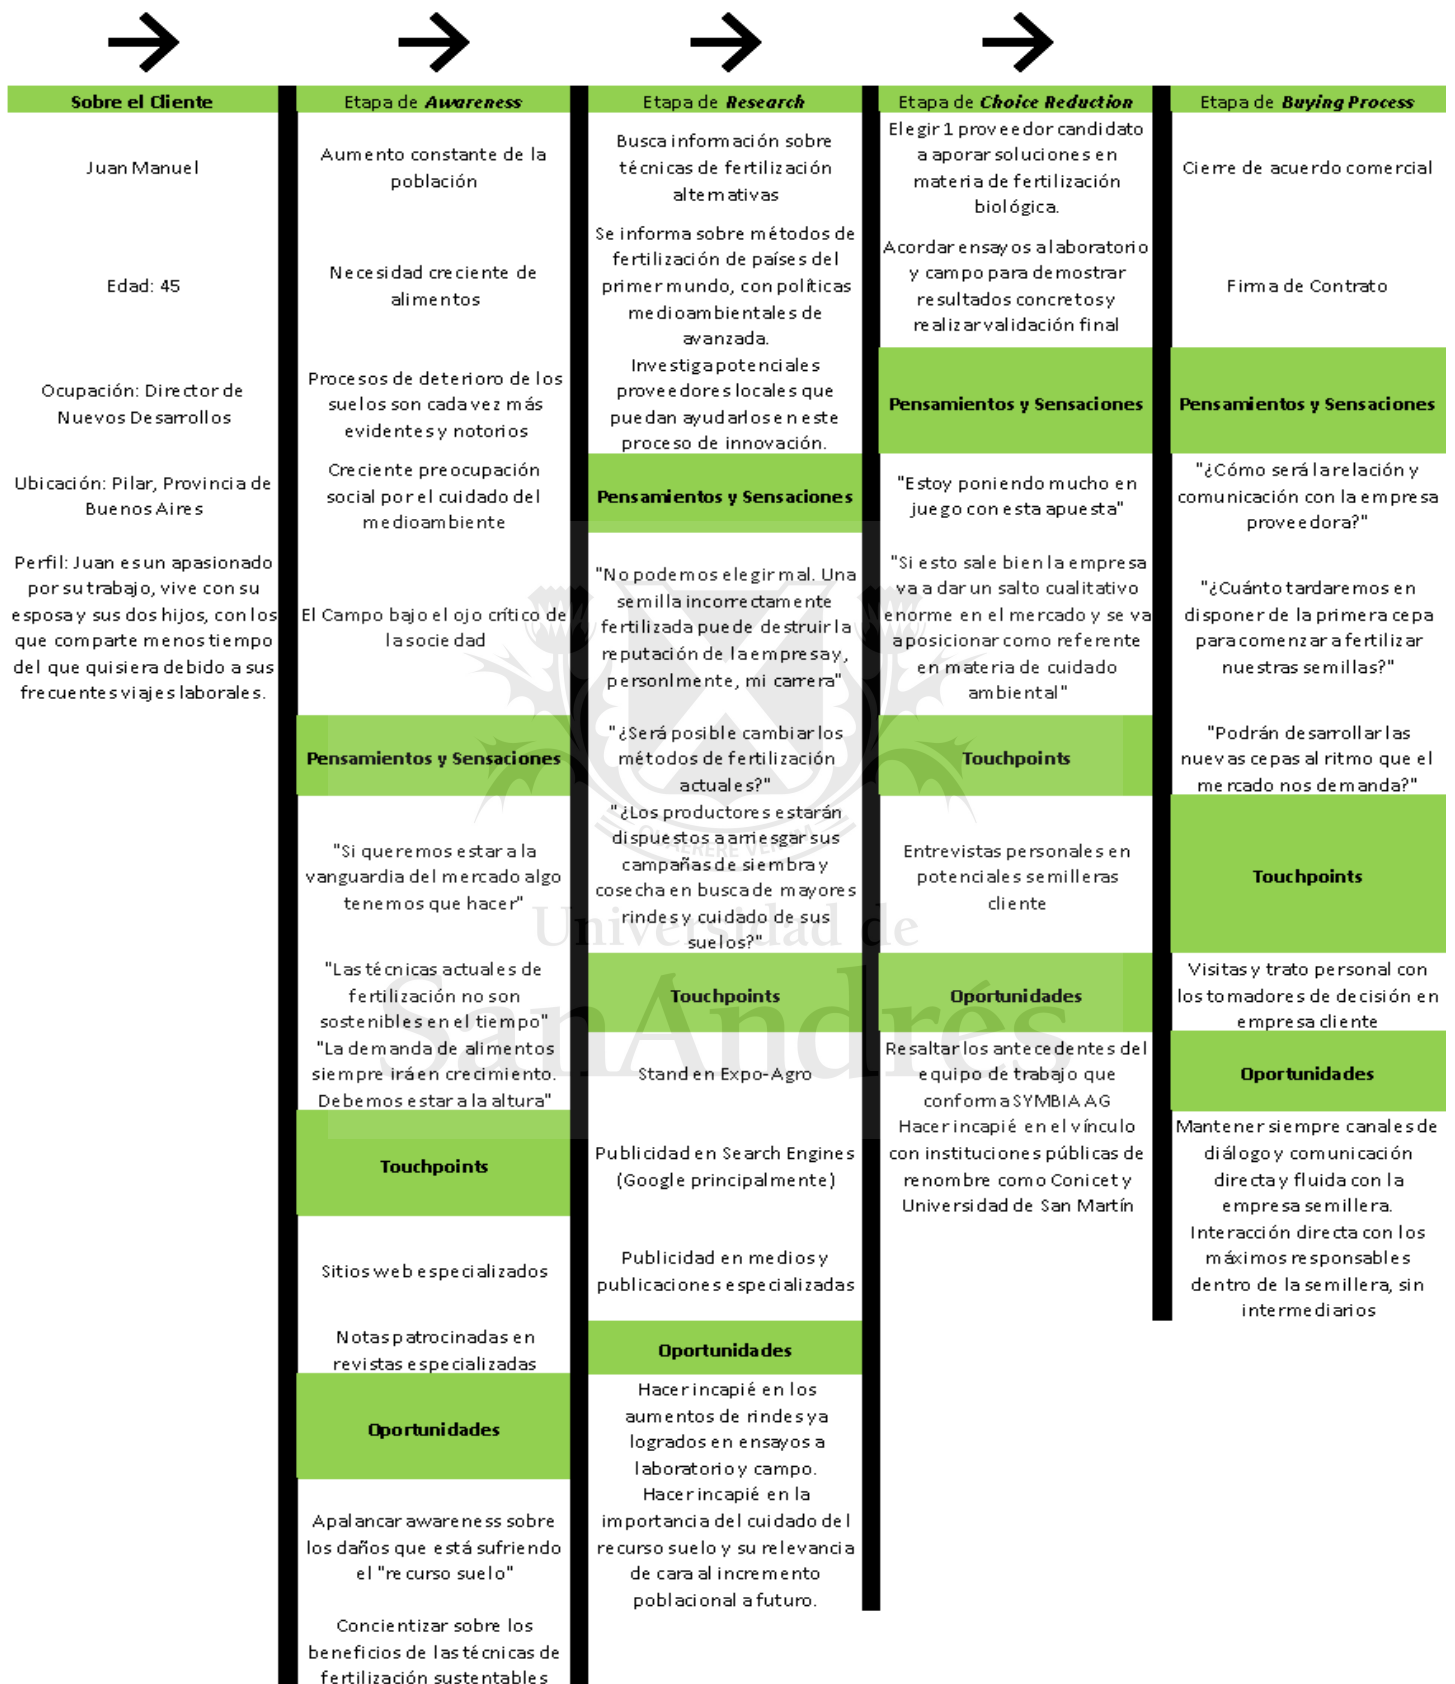 Sobre el Cliente
Juan Manuel
Edad: 45
Ocupación: Director de
Nuevos Desarrollos
Ubicación: Pilar, Provincia de
Buenos Aires
Perfil: Juan es un apasionado
por su trabajo, vive con su
esposa y sus dos hijos, con los
que comparte menos tiempo
del que quisiera debido a sus
frecuentes viajes laborales.
Etapa de Awareness
Aumento constante de la
población
Necesidad creciente de
alimentos
Procesos de deterioro de los
suelos son cada vez más
evidentes y notorios
Creciente preocupación
social por el cuidado del
medioambiente
El Campo bajo el ojo crítico de
la sociedad
Pensamientos y Sensaciones
"Si queremos estar a la
vanguardia del mercado algo
tenemos que hacer"
"Las técnicas actuales de
fertilización no son
sostenibles en el tiempo"
"La demanda de alimentos
siempre irá en crecimiento.
Debemos estar a la altura"
Touchpoints
Sitios web especializados
Notas patrocinadas en
revistas especializadas
Oportunidades
Apalancar awareness sobre
los daños que está sufriendo
el "recurso suelo"
Concientizar sobre los
beneficios de las técnicas de
fertilización sustentables
Etapa de Research
Busca información sobre
técnicas de fertilización
alternativas
Se informa sobre métodos de
fertilización de países del
primer mundo, con políticas
medioambientales de
avanzada.
Investiga potenciales
proveedores locales que
puedan ayudarlos en este
proceso de innovación.
Pensamientos y Sensaciones
"No podemos elegir mal. Una
semilla incorrectamente
fertilizada puede destruir la
reputación de la empresa y,
personlmente, mi carrera"
"¿Será posible cambiar los
métodos de fertilización
actuales?"
"¿Los productores estarán
dispuestos a arriesgar sus
campañas de siembra y
cosecha en busca de mayores
rindes y cuidado de sus
suelos?"
Touchpoints
Stand en Expo-Agro
Publicidad en Search Engines
(Google principalmente)
Publicidad en medios y
publicaciones especializadas
Oportunidades
Hacer incapié en los
aumentos de rindes ya
logrados en ensayos a
laboratorio y campo.
Hacer incapié en la
importancia del cuidado del
recurso suelo y su relevancia
de cara al incremento
poblacional a futuro.
Etapa de Choice Reduction
Elegir 1 proveedor candidato
a aporar soluciones en
materia de fertilización
biológica.
Acordar ensayos a laboratorio
y campo para demostrar
resultados concretos y
realizar validación final
Pensamientos y Sensaciones
"Estoy poniendo mucho en
juego con esta apuesta"
"Si esto sale bien la empresa
va a dar un salto cualitativo
enorme en el mercado y se va
a posicionar como referente
en materia de cuidado
ambiental"
Touchpoints
Entrevistas personales en
potenciales semilleras
cliente
Oportunidades
Resaltar los antecedentes del
equipo de trabajo que
conforma SYMBIA AG
Hacer incapié en el vínculo
con instituciones públicas de
renombre como Conicet y
Universidad de San Martín
Etapa de Buying Process
Cierre de acuerdo comercial
Firma de Contrato
Pensamientos y Sensaciones
"¿Cómo será la relación y
comunicación con la empresa
proveedora?"
"¿Cuánto tardaremos en
disponer de la primera cepa
para comenzar a fertilizar
nuestras semillas?"
"Podrán desarrollar las
nuevas cepas al ritmo que el
mercado nos demanda?"
Touchpoints
Visitas y trato personal con
los tomadores de decisión en
empresa cliente
Oportunidades
Mantener siempre canales de
diálogo y comunicación
directa y fluida con la
empresa semillera.
Interacción directa con los
máximos responsables
dentro de la semillera, sin
intermediarios
Universidad de
SanAndrés